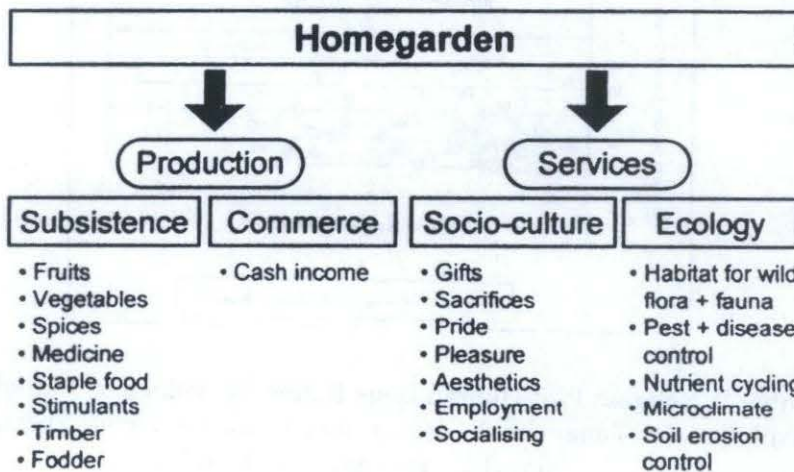 Homegarden
Production
Services
Subsistence
Commerce
Socio-culture
Ecology
• Fruits
• Vegetables
• Spices
• Medicine
• Staple food
• Stimulants
• Timber
• Fodder
• Cash income
• Gifts
• Sacrifices
• Pride
• Pleasure
• Aesthetics
• Employment
• Socialising
• Habitat for wild
flora + fauna
• Pest + disease
control
• Nutrient cycling
• Microclimate
• Soil erosion
control